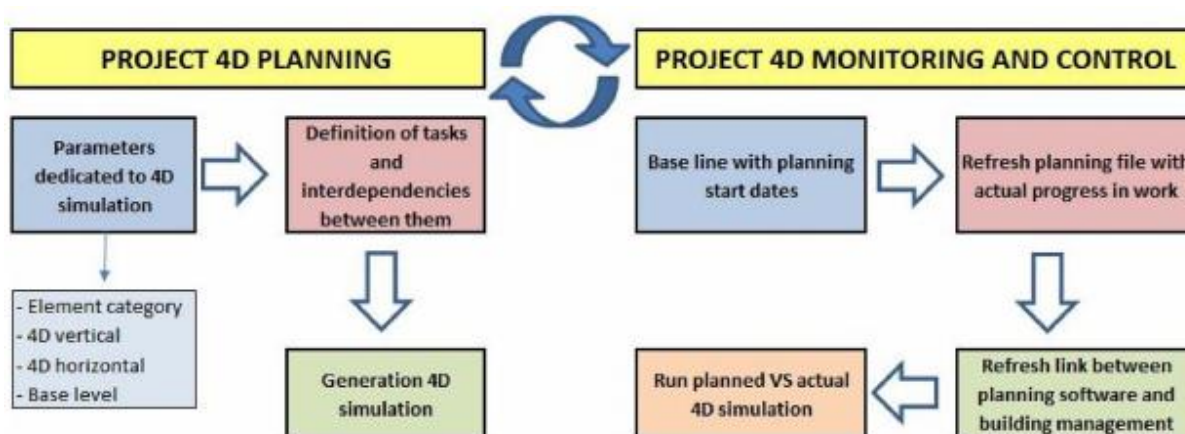 PROJECT 4D PLANNING
PROJECT 4D MONITORING AND CONTROL
Parameters
dedicated to 4D
simulation
Definition of tasks
and
interdependencies
between them
Base line with planning
start dates
Refresh planning file with
actual progress in work
- Element category
- 4D vertical
- 4D horizontal
- Base level
Generation 4D
simulation
Run planned VS actual
4D simulation
Refresh link between
planning software and
building management